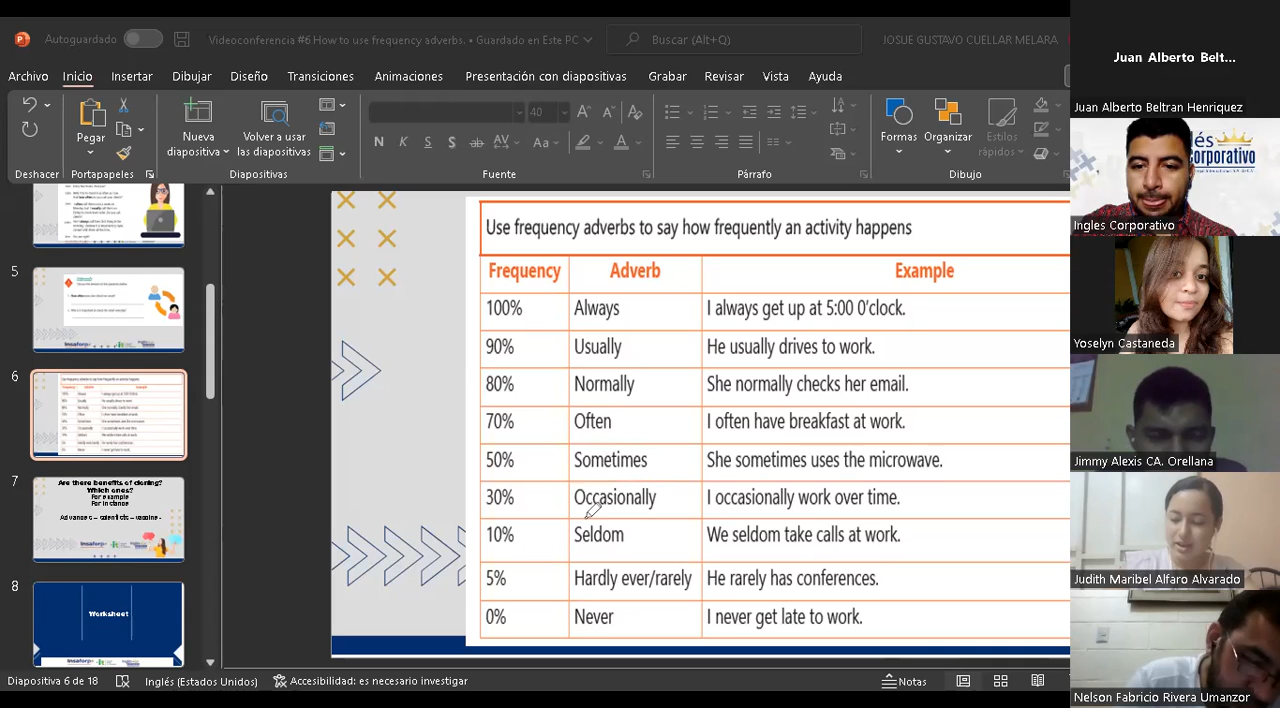 Autoguardado
Videoconferencia #6 How to use frequency adverbs. • Guardado en Este PC
Buscar (Alt+Q)
JOSUE GUSTAVO CUELLAR MELARA
Archivo Inicio Insertar Dibujar Diseño Transiciones Animaciones Presentación con diapositivas Grabar Revisar Vista Ayuda
Pegar
Nueva diapositiva
Volver a usar las diapositivas
40
N K S S ab AV Aa A
Formas
Organizar
Estilos rápidos
Deshacer Portapapeles Diapositivas Fuente Párrafo Dibujo
5
6
7
Are there benefits of cloning?
Which ones?
For example
For instance
8
Worksheet
Use frequency adverbs to say how frequently an activity happens
Frequency Adverb Example
100% Always I always get up at 5:00 O'clock.
90% Usually He usually drives to work.
80% Normally She normally checks her email.
70% Often I often have breakfast at work.
50% Sometimes She sometimes uses the microwave.
30% Occasionally I occasionally work over time.
10% Seldom We seldom take calls at work.
5% Hardly ever/rarely He rarely has conferences.
0% Never I never get late to work.
Diapositiva 6 de 18
Inglés (Estados Unidos)
Accesibilidad: es necesario investigar
Notas
Juan Alberto Belt...
Juan Alberto Beltran Henriquez
Ingles Corporativo
Yoselyn Castaneda
Jimmy Alexis CA. Orellana
Judith Maribel Alfaro Alvarado
Nelson Fabricio Rivera Umanzor